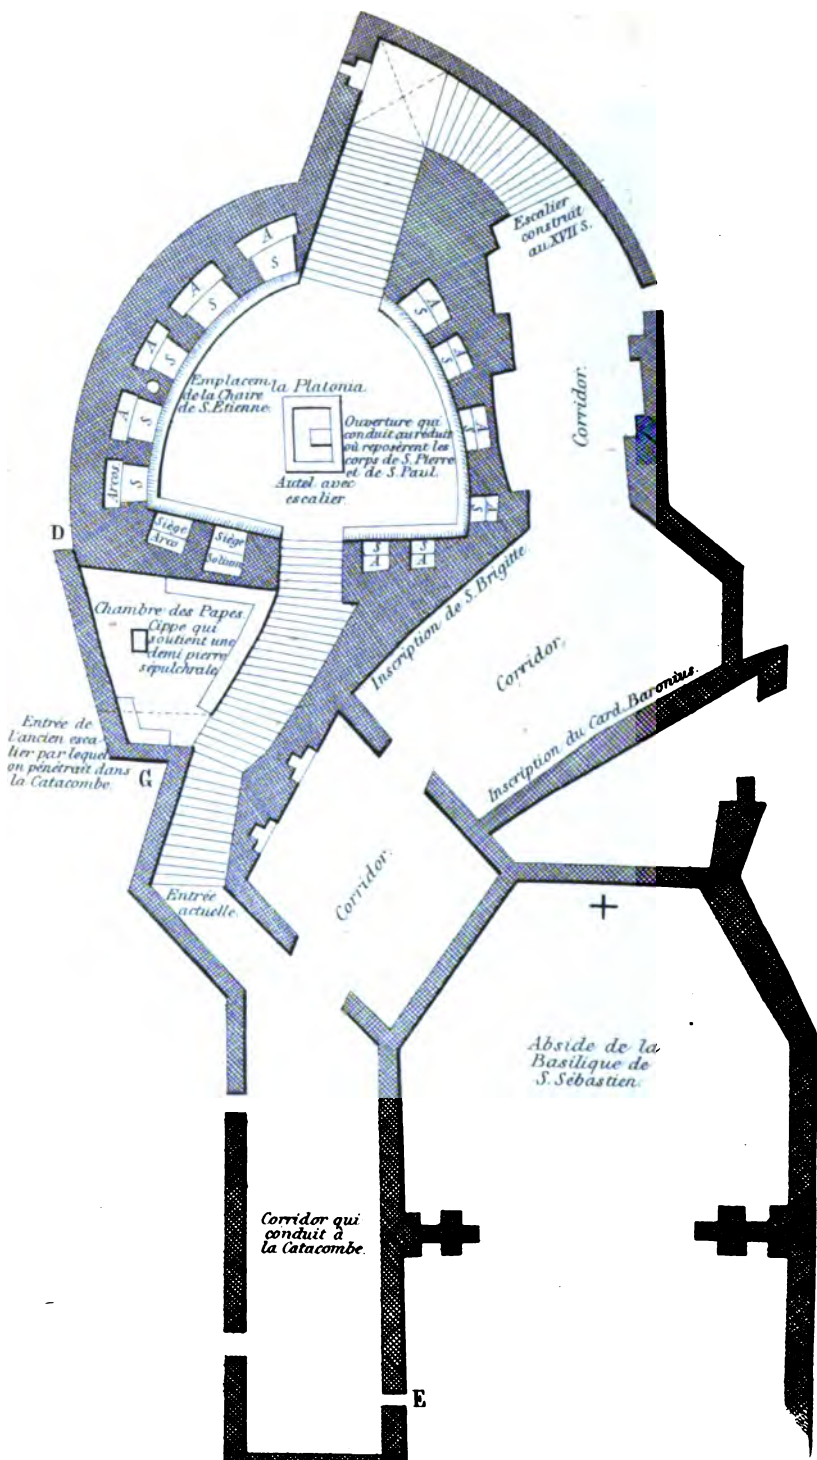 Escalier
construit
au XVII S.
A
S
A
S
A
S
A
S
Arcos
S
A
S
A
S
A
S
A
S
Corridor.
Emplacem.
de la Chaire
de S. Etienne.
la Platonia.
Ouverture qui
conduit au réduit
où reposèrent les
corps de S. Pierre
et de S. Paul.
Autel avec
escalier.
D
Siège
Arco
Siège
S
A
S
A
Inscription de S. Brigitte.
Chambre des Papes.
Cippe qui
soutient une
demi pierre
sépulchrale
Corridor.
Inscription du Card. Baronius.
Entrée de
l'ancien esca-
lier par lequel
on pénétrait dans
la Catacombe.
G
Corridor.
Entrée
actuelle.
Abside de la
Basilique de
S. Sébastien.
Corridor qui
conduit à
la Catacombe.
E